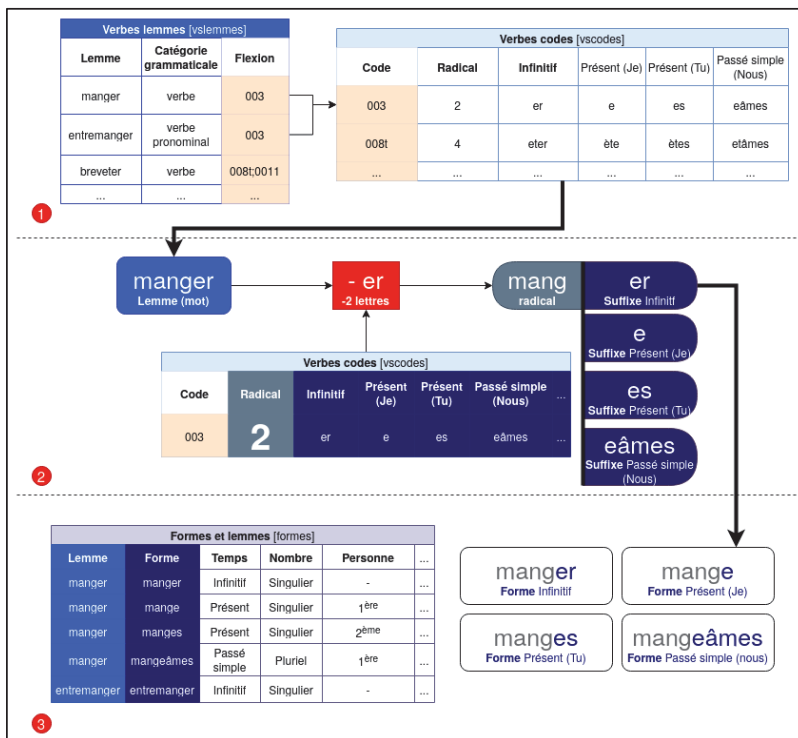 Verbes lemmes [vslemmes]
Lemme Catégorie grammaticale Flexion
manger verbe 003
entremanger verbe pronominal 003
breveter verbe 008t;0011
... ... ...
Verbes codes [vscodes]
Code Radical Infinitif Présent (Je) Présent (Tu) Passé simple (Nous)
003 2 er e es eâmes
008t 4 eter ète ètes etâmes
... ... ... ... ... ...
1
manger
Lemme (mot)
- er
-2 lettres
mang
radical
er
Suffixe Infinitf
e
Suffixe Présent (Je)
es
Suffixe Présent (Tu)
eâmes
Suffixe Passé simple
(Nous)
Verbes codes [vscodes]
Code Radical Infinitif Présent (Je) Présent (Tu) Passé simple (Nous) ...
003 2 er e es eâmes ...
2
Formes et lemmes [formes]
Lemme Forme Temps Nombre Personne ...
manger manger Infinitif Singulier - ...
manger mange Présent Singulier 1ère ...
manger manges Présent Singulier 2ème ...
manger mangeâmes Passé simple Pluriel 1ère ...
entremanger entremanger Infinitif Singulier - ...
manger
Forme Infinitif
mange
Forme Présent (Je)
manges
Forme Présent (Tu)
mangeâmes
Forme Passé simple (nous)
3